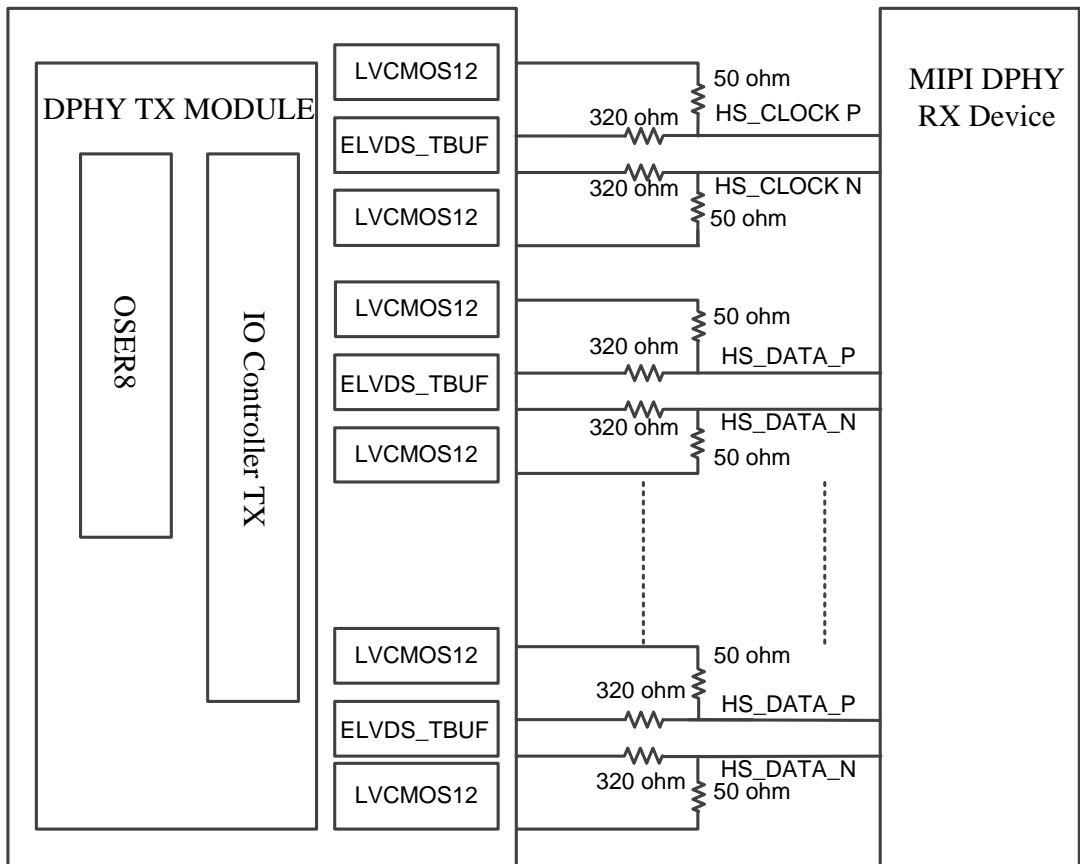 DPHY TX MODULE
OSER8
IO Controller TX
LVCMOS12
ELVDS_TBUF
LVCMOS12
50 ohm
320 ohm
HS_CLOCK P
320 ohm
HS_CLOCK N
50 ohm
MIPI DPHY
RX Device
LVCMOS12
ELVDS_TBUF
LVCMOS12
50 ohm
320 ohm
HS_DATA_P
320 ohm
HS_DATA_N
50 ohm
LVCMOS12
ELVDS_TBUF
LVCMOS12
50 ohm
320 ohm
HS_DATA_P
320 ohm
HS_DATA_N
50 ohm